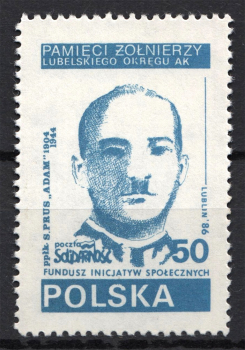 PAMIĘCI ŻOŁNIERZY
LUBELSKIEGO OKRĘGU AK
ppłk S. PRUS „ADAM" 1904
1944
LUBLIN '86
poczta
Solidarność
50
FUNDUSZ INICJATYW SPOŁECZNYCH
POLSKA